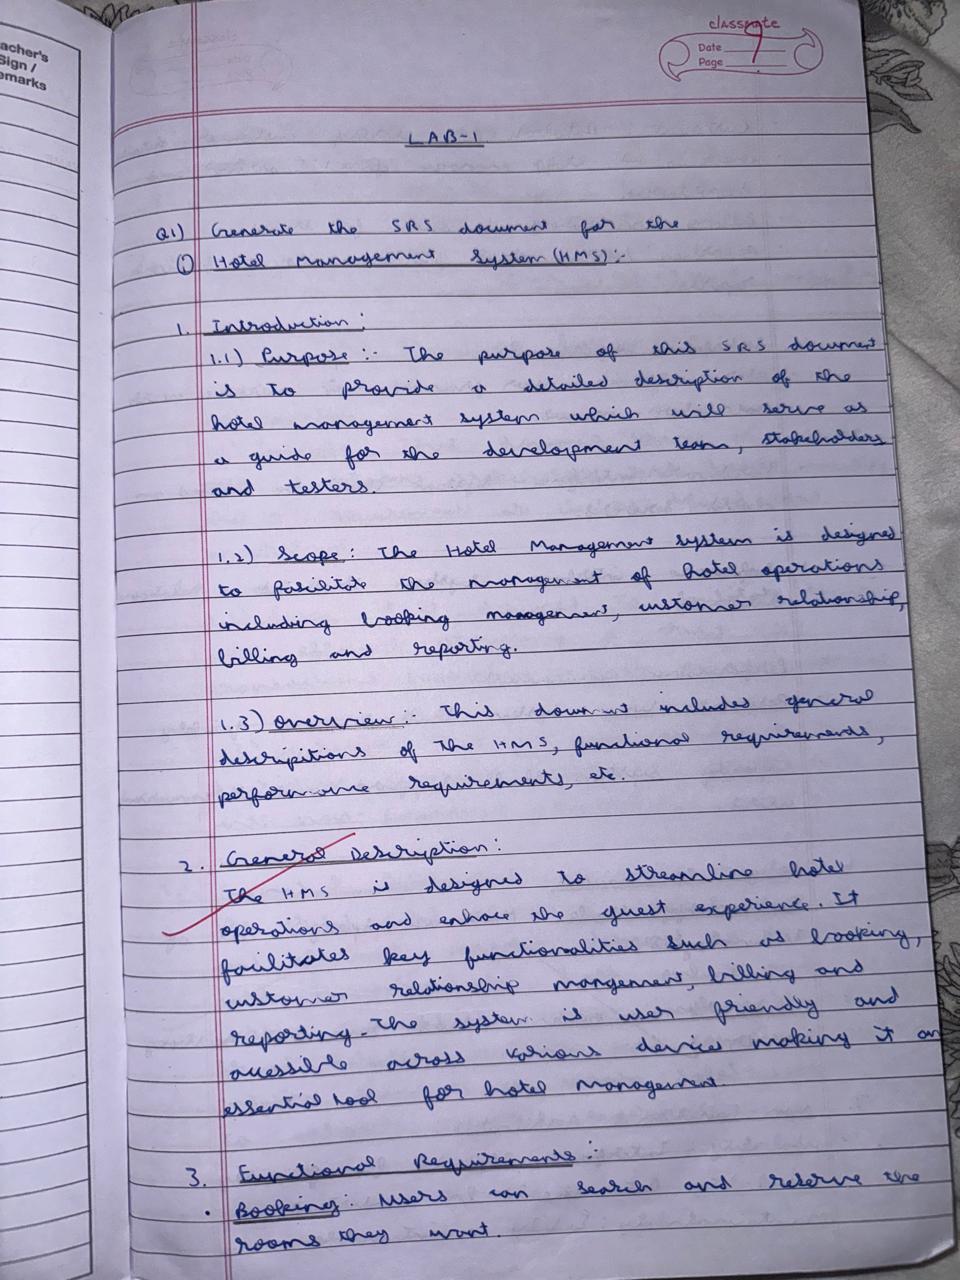 acher's
Sign /
emarks
classmate
Date
Page
LAB-1
Q1) Generate the SRS document for the
① Hotel Management System (HMS):-
1. Introduction:
1.1) Purpose:- The purpose of this SRS document
is to provide a detailed description of the
hotel management system which will serve as
a guide for the development team, stakeholders
and testers.
1.2) Scope: The Hotel Management system is designed
to facilitate the management of hotel operations
including booking management, customer relationship,
billing and reporting.
1.3) Overview:- This document includes general
descripitions of the HMS, functional requirements,
performance requirements, etc.
2. General Description:
The HMS is designed to streamline hotel
operations and enhace the guest experience. It
facilitates key functionalities such as booking,
customer relationship mangement, billing and
reporting. The system is user friendly and
accessible across various devices making it an
essential tool for hotel management
3. Functional Requirements:-
• Booking: Users can search and reserve the
rooms they want.